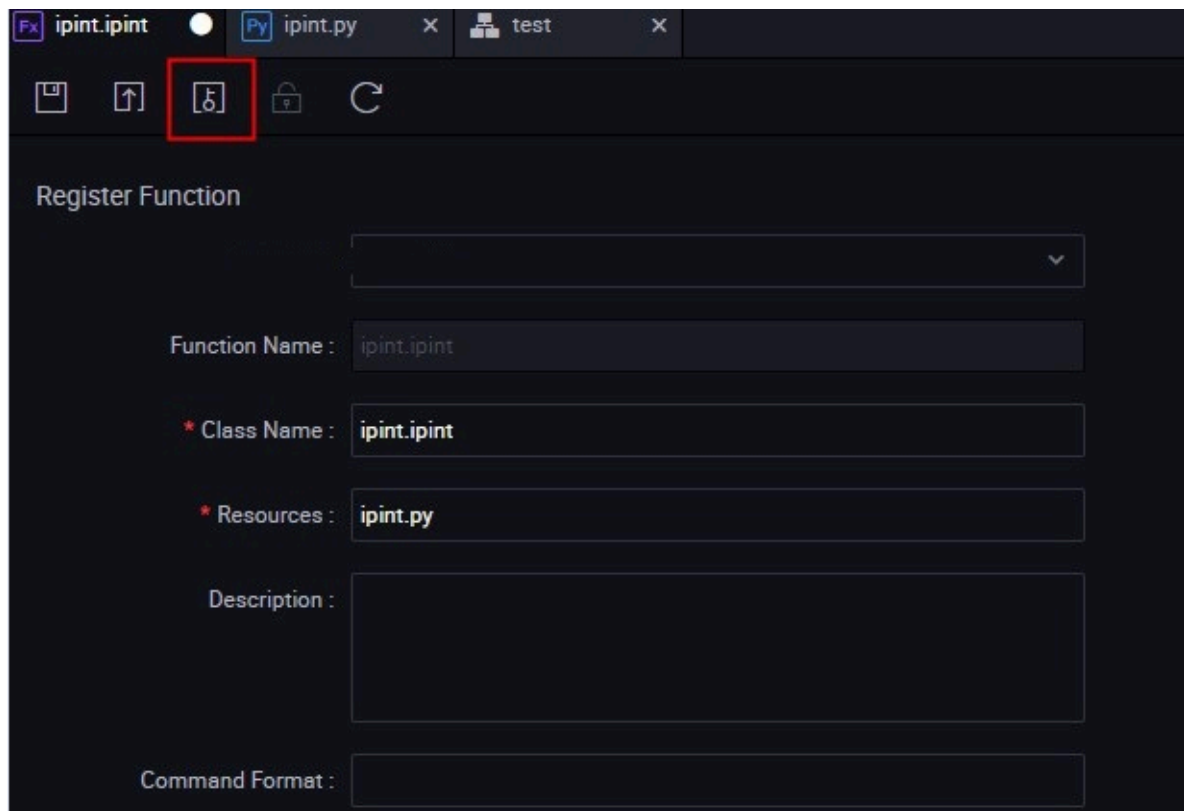 Fx ipint.ipint Py ipint.py test
Register Function
Function Name : ipint.ipint
* Class Name : ipint.ipint
* Resources : ipint.py
Description :
Command Format :